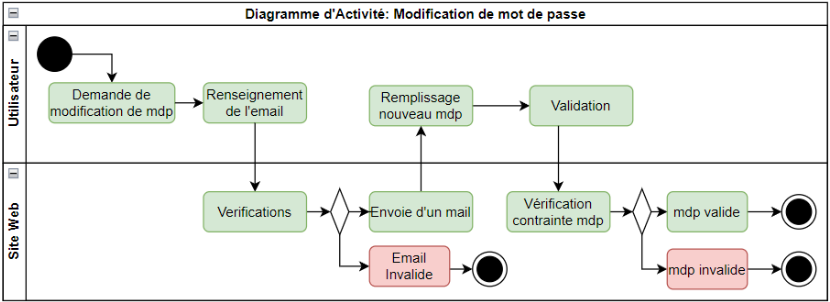 Diagramme d'Activité: Modification de mot de passe
Utilisateur
Demande de
modification de mdp
Renseignement
de l'email
Remplissage
nouveau mdp
Validation
Site Web
Verifications
Envoie d'un mail
Email
Invalide
Vérification
contrainte mdp
mdp valide
mdp invalide